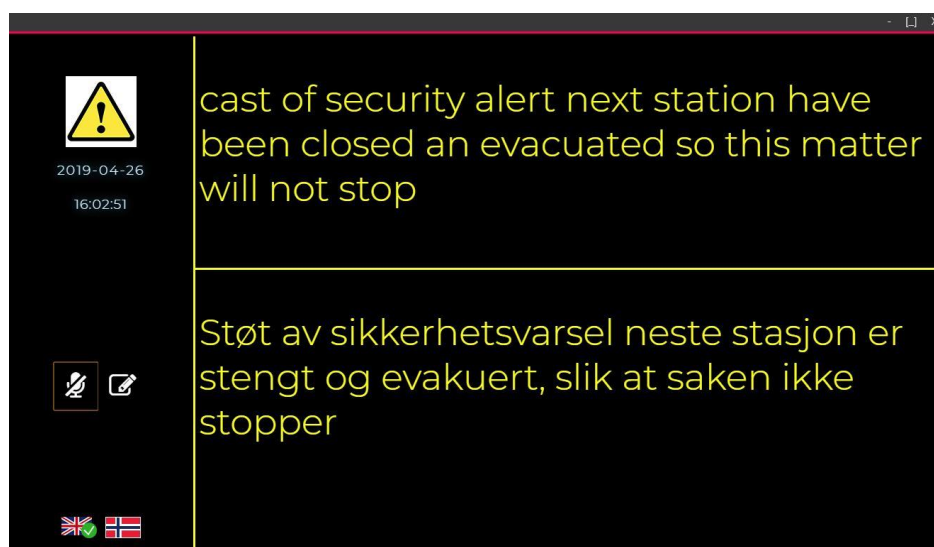 - [_] X
2019-04-26
16:02:51
cast of security alert next station have
been closed an evacuated so this matter
will not stop
Støt av sikkerhetsvarsel neste stasjon er
stengt og evakuert, slik at saken ikke
stopper